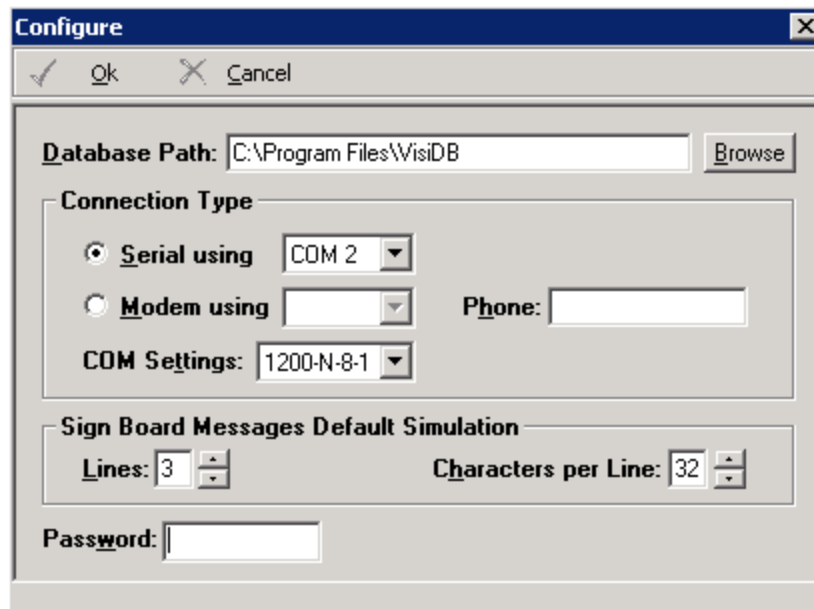 Configure
Ok Cancel
Database Path: C:\Program Files\VisiDB Browse
Connection Type
Serial using COM 2
Modem using Phone:
COM Settings: 1200-N-8-1
Sign Board Messages Default Simulation
Lines: 3 Characters per Line: 32
Password: